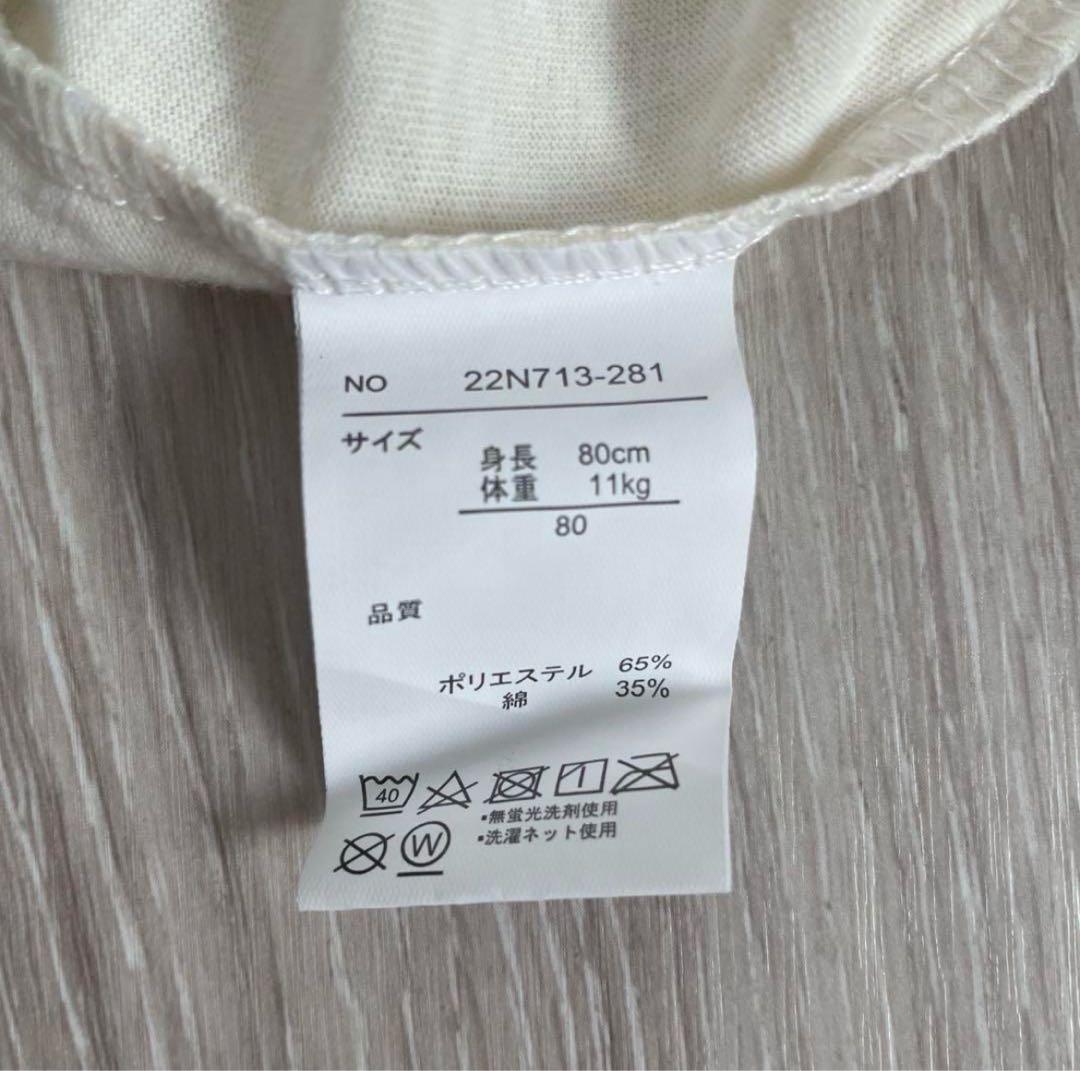 NO 22N713-281
サイズ
身長 80cm
体重 11kg
80
品質
ポリエステル 65%
綿 35%
40
W
▪無蛍光洗剤使用
▪洗濯ネット使用